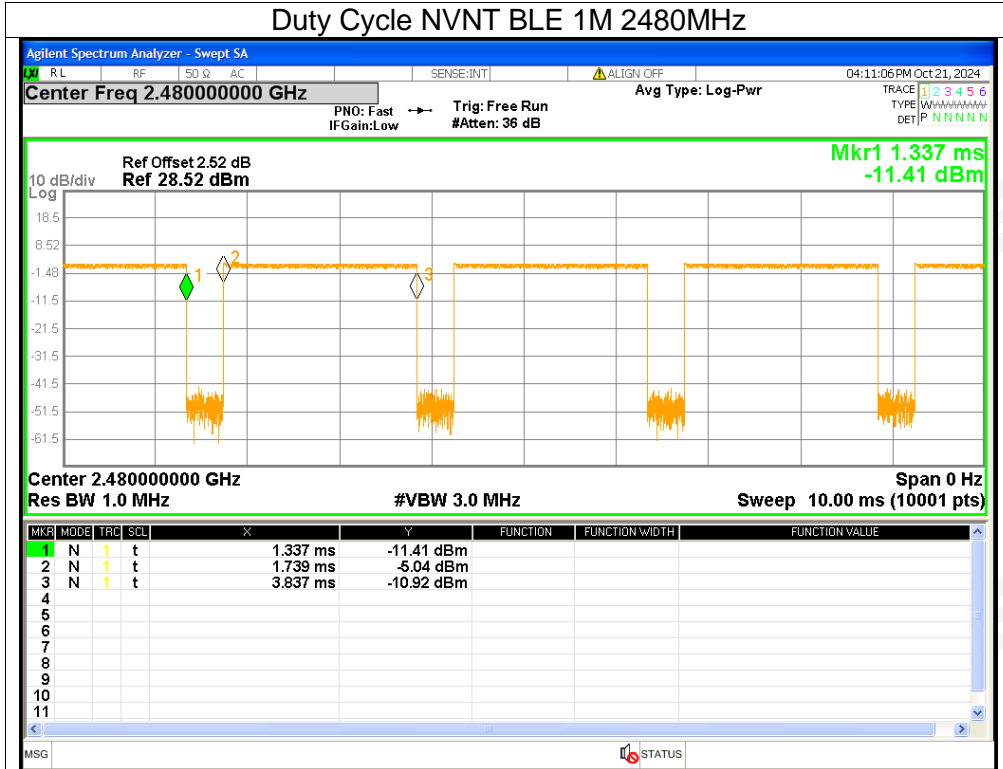 Duty Cycle NVNT BLE 1M 2480MHz
Agilent Spectrum Analyzer - Swept SA
LXI RL RF 50 Ω AC SENSE:INT ALIGN OFF 04:11:06 PM Oct 21, 2024
Center Freq 2.480000000 GHz Avg Type: Log-Pwr TRACE 1 2 3 4 5 6
PNO: Fast Trig: Free Run TYPE WWWWWW
IFGain:Low #Atten: 36 dB DET P N N N N N
Mkr1 1.337 ms
Ref Offset 2.52 dB
10 dB/div Ref 28.52 dBm -11.41 dBm
Log
18.5
8.52
-1.48
-11.5
-21.5
-31.5
-41.5
-51.5
-61.5
1
2
3
Center 2.480000000 GHz Span 0 Hz
Res BW 1.0 MHz #VBW 3.0 MHz Sweep 10.00 ms (10001 pts)
MKR MODE TRC SCL X Y FUNCTION FUNCTION WIDTH FUNCTION VALUE
1 N 1 t 1.337 ms -11.41 dBm
2 N 1 t 1.739 ms -5.04 dBm
3 N 1 t 3.837 ms -10.92 dBm
4
5
6
7
8
9
10
11
MSG STATUS